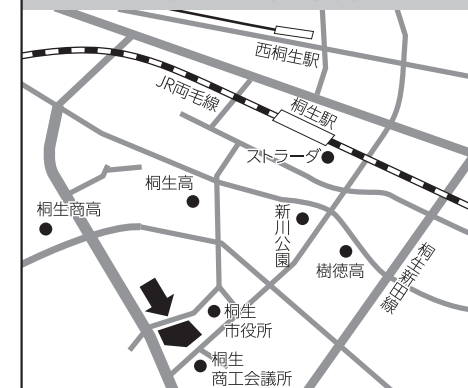 西桐生駅
JR両毛線
桐生駅
ストラーダ
桐生高
桐生商高
新川公園
樹徳高
桐生新田線
桐生
市役所
桐生
商工会議所